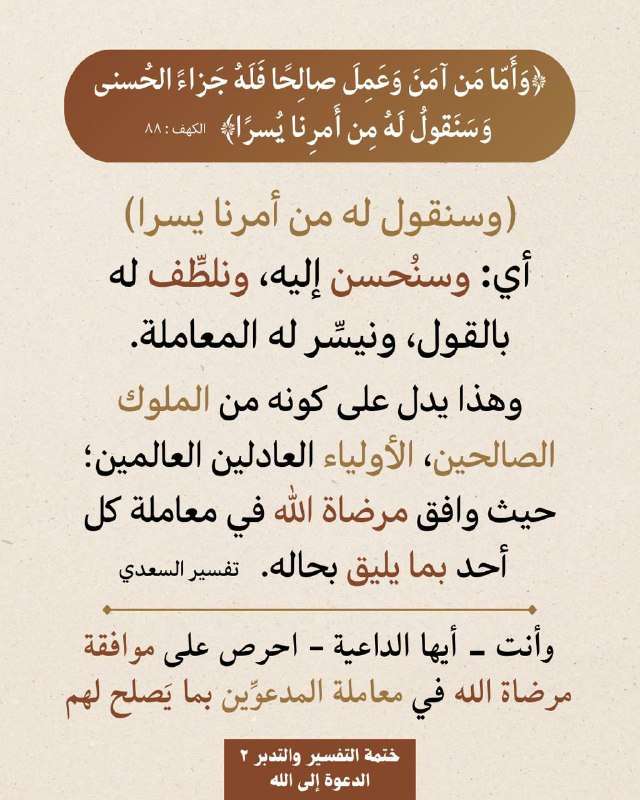 ﴿وَأَمّا مَن آمَنَ وَعَمِلَ صالِحًا فَلَهُ جَزاءً الحُسنى
وَسَنَقولُ لَهُ مِن أَمرِنا يُسرًا﴾ الكهف: ٨٨
(وسنقول له من أمرنا يسرا)
أي: وسنُحسن إليه، ونلطِّف له
بالقول، ونيسِّر له المعاملة.
وهذا يدل على كونه من الملوك
الصالحين، الأولياء العادلين العالمين؛
حيث وافق مرضاة الله في معاملة كل
أحد بما يليق بحاله. تفسير السعدي
وأنت – أيها الداعية – احرص على موافقة
مرضاة الله في معاملة المدعوِّين بما يَصلح لهم
ختمة التفسير والتدبر ٢
الدعوة إلى الله